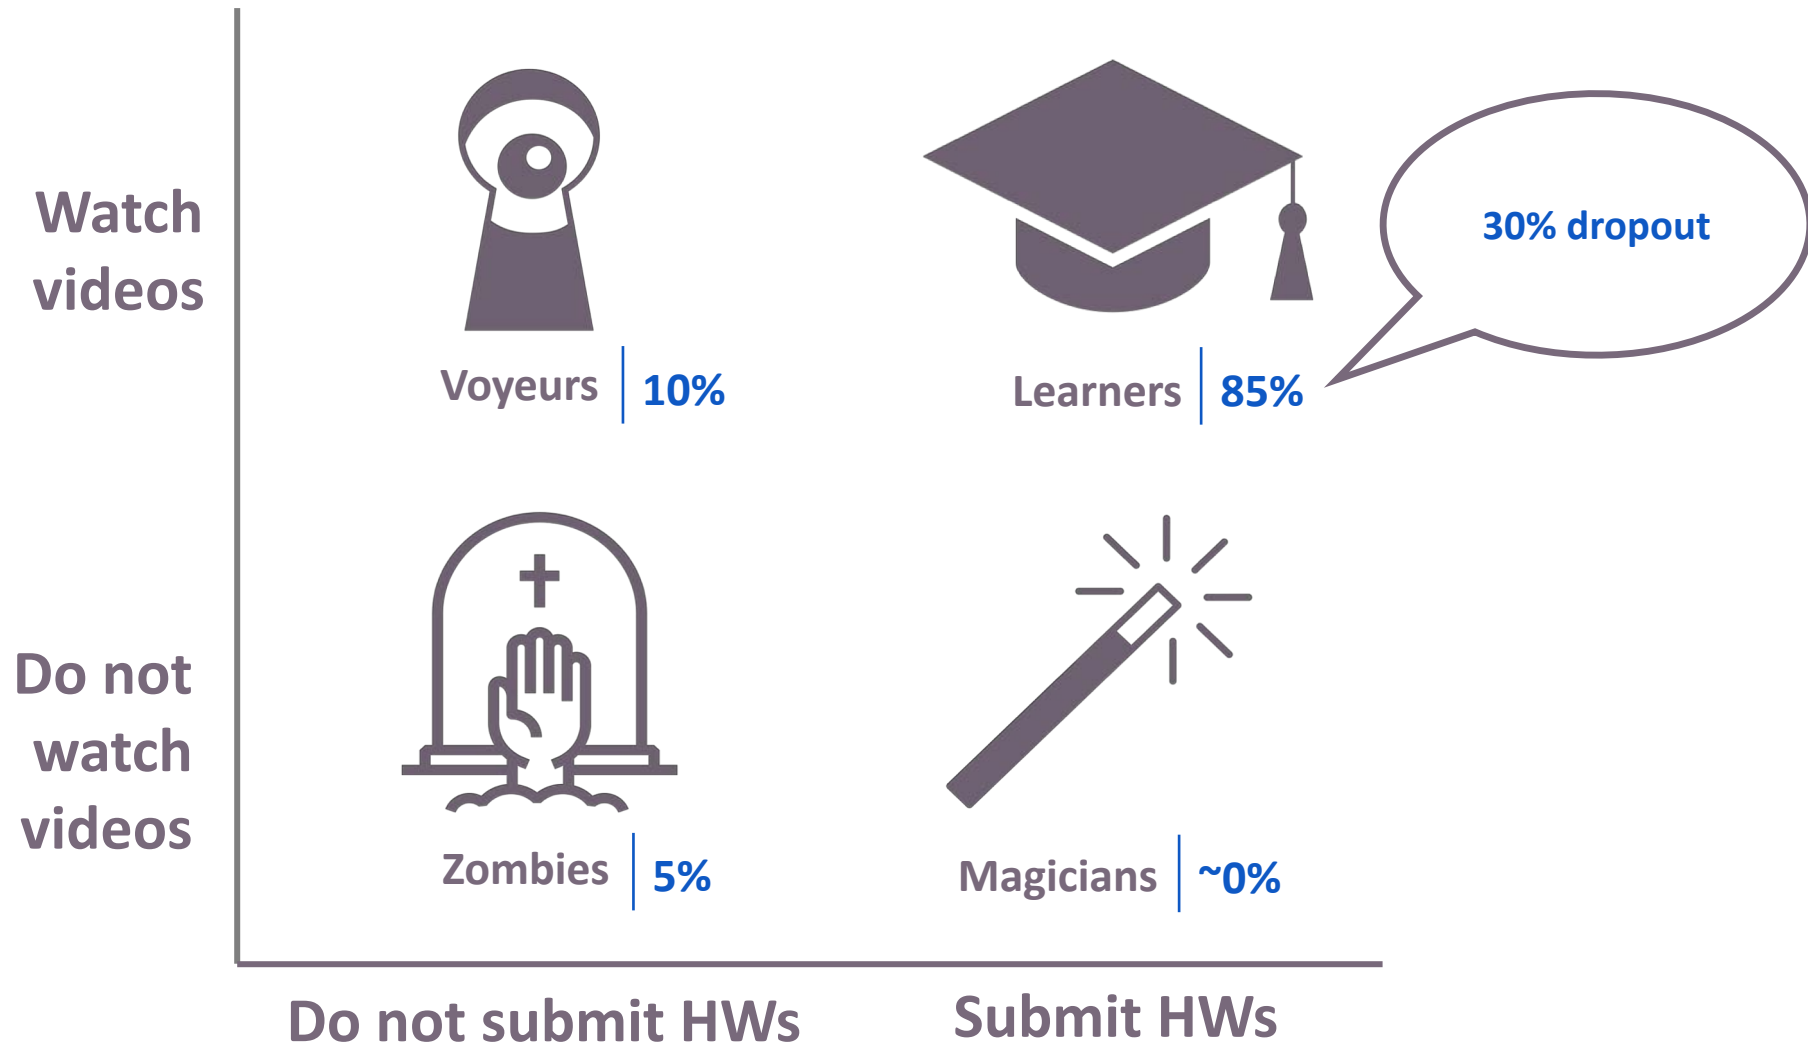 Watch
videos
Voyeurs 10%
Learners 85%
30% dropout
Do not
watch
videos
Zombies 5%
Magicians ~0%
Do not submit HWs
Submit HWs